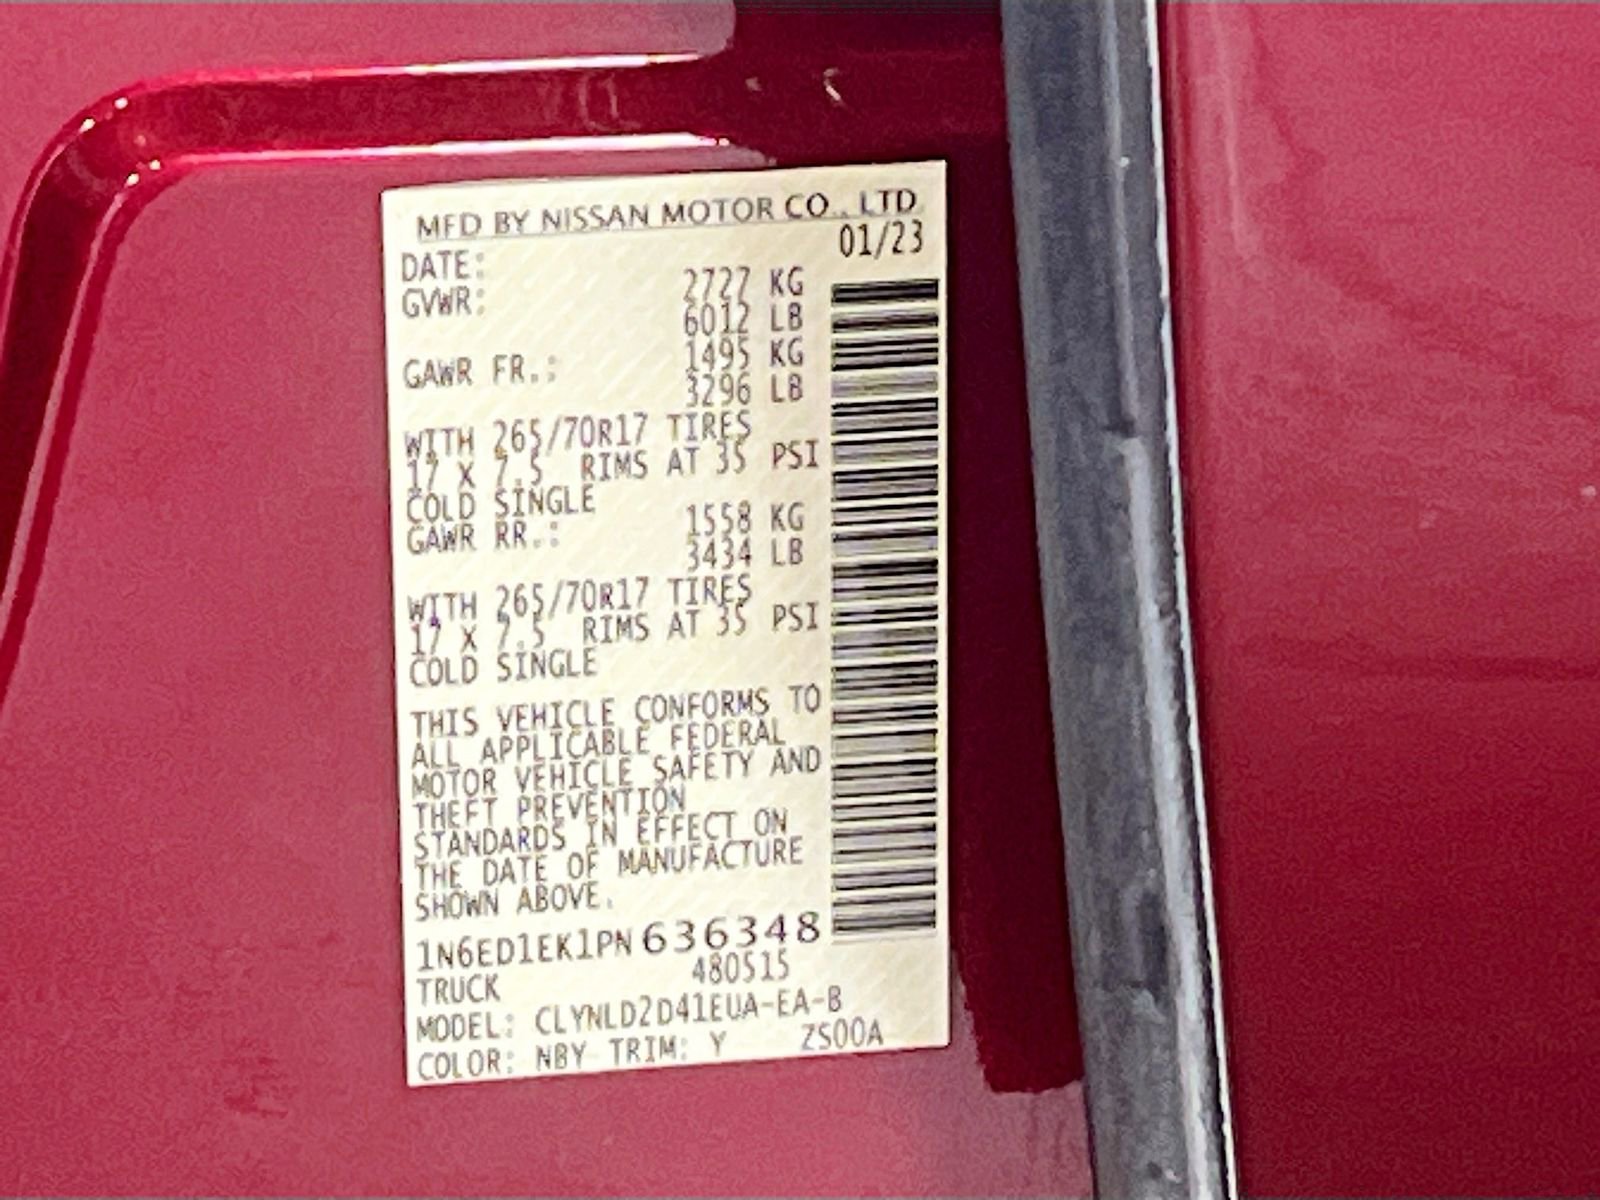 MFD BY NISSAN MOTOR CO., LTD
DATE: 01/23
GVWR: 2727 KG
6012 LB
GAWR FR.: 1495 KG
3296 LB
WITH 265/70R17 TIRES
17 X 7.5 RIMS AT 35 PSI
COLD SINGLE
GAWR RR.: 1558 KG
3434 LB
WITH 265/70R17 TIRES
17 X 7.5 RIMS AT 35 PSI
COLD SINGLE
THIS VEHICLE CONFORMS TO
ALL APPLICABLE FEDERAL
MOTOR VEHICLE SAFETY AND
THEFT PREVENTION
STANDARDS IN EFFECT ON
THE DATE OF MANUFACTURE
SHOWN ABOVE.
1N6ED1EK1PN636348
TRUCK 480515
MODEL: CLYNLD2D41EUA-EA-B
COLOR: NBY TRIM: Y ZS00A